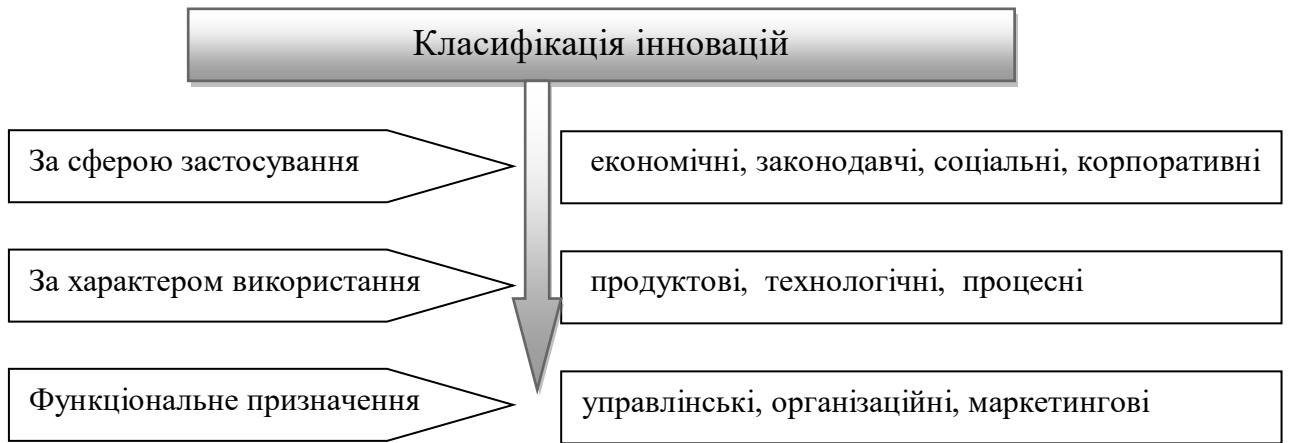 Класифікація інновацій
За сферою застосування
економічні, законодавчі, соціальні, корпоративні
За характером використання
продуктові, технологічні, процесні
Функціональне призначення
управлінські, організаційні, маркетингові